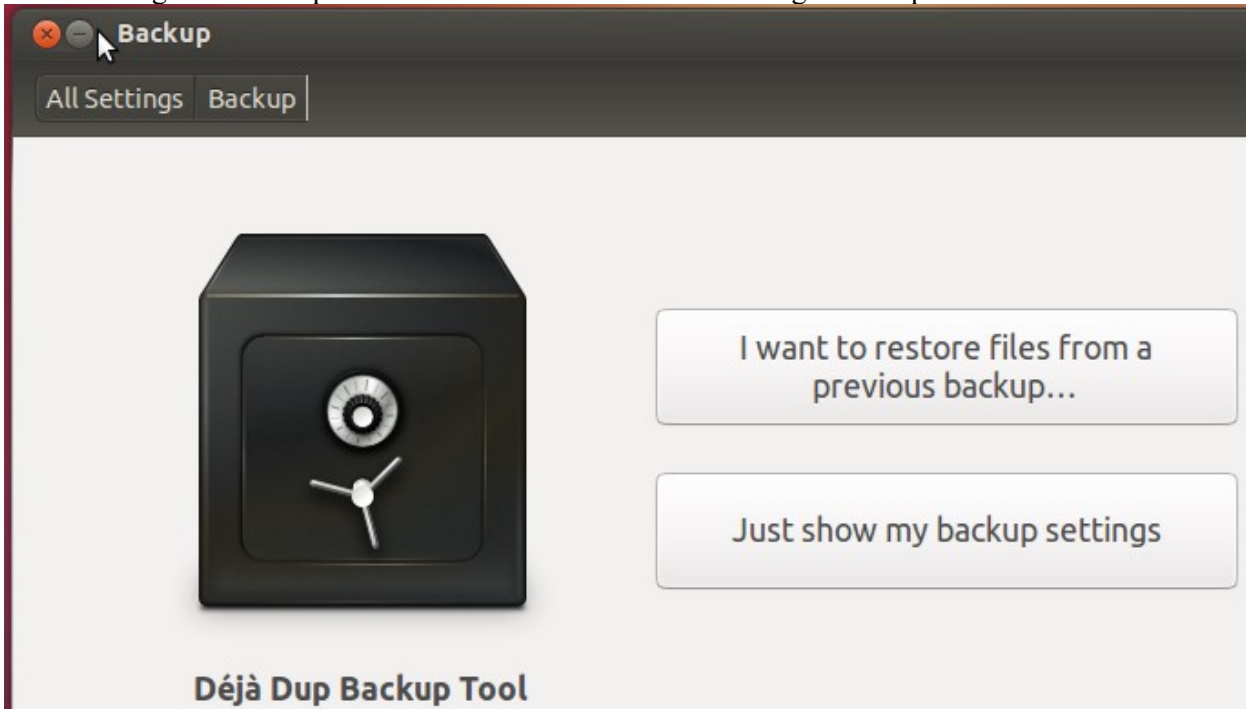 Backup
All Settings Backup
I want to restore files from a
previous backup...
Just show my backup settings
Déjà Dup Backup Tool